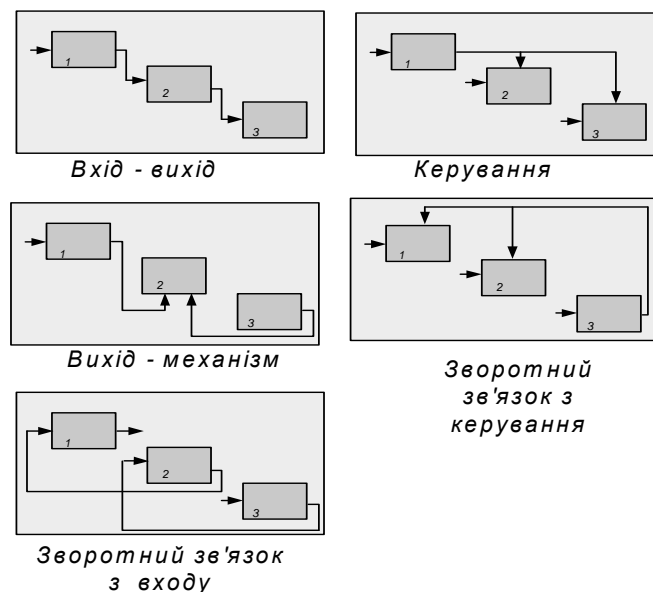 1
2
3
Вхід - вихід
1
2
3
Керування
1
2
3
Вихід - механізм
1
2
3
Зворотний
зв'язок з
керування
1
2
3
Зворотний зв'язок
з входу